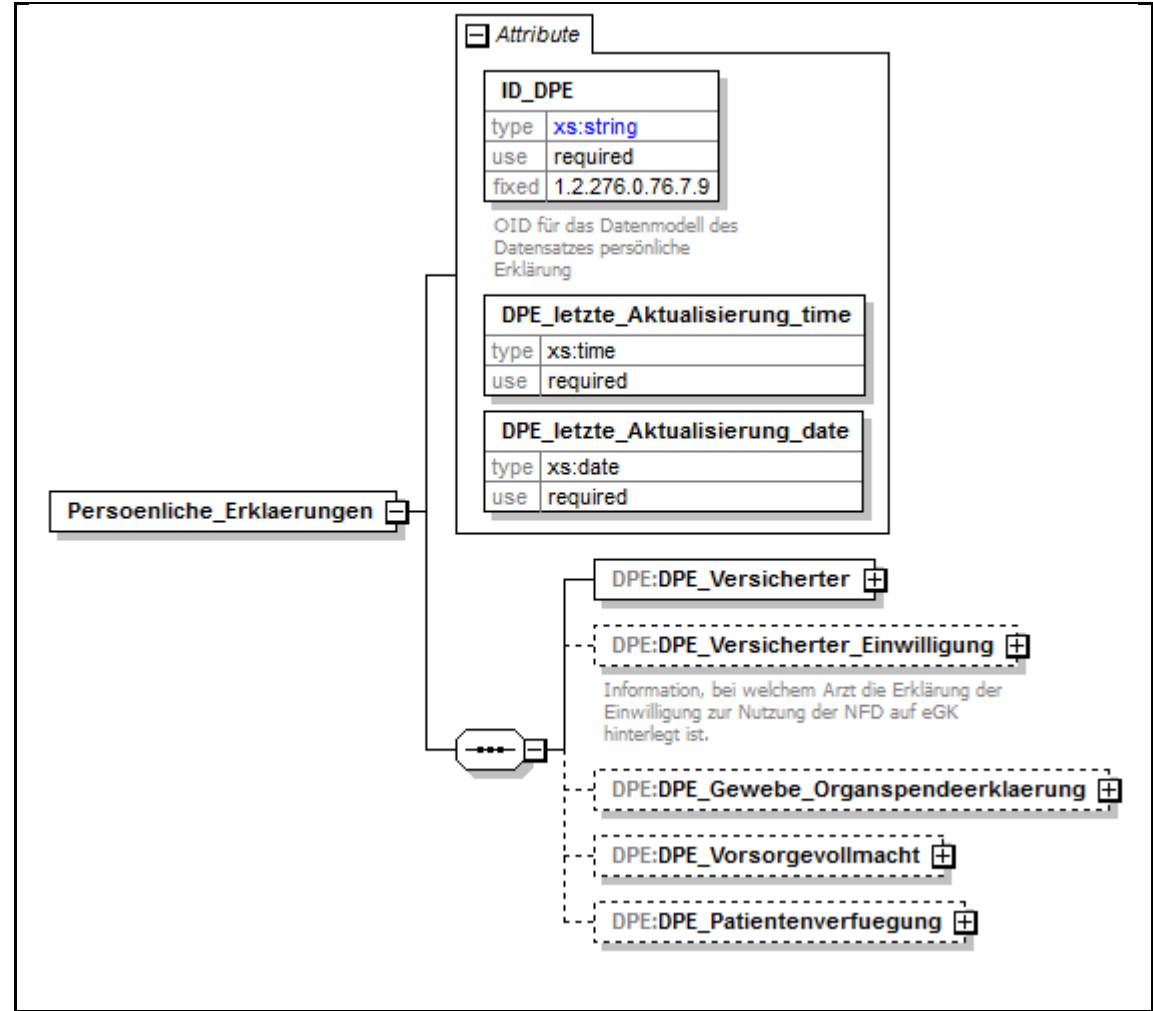 Attribute
ID_DPE
type xs:string
use required
fixed 1.2.276.0.76.7.9
OID für das Datenmodell des
Datensatzes persönliche
Erklärung
DPE_letzte_Aktualisierung_time
type xs:time
use required
DPE_letzte_Aktualisierung_date
type xs:date
use required
Persoenliche_Erklaerungen
DPE:DPE_Versicherter
DPE:DPE_Versicherter_Einwilligung
Information, bei welchem Arzt die Erklärung der
Einwilligung zur Nutzung der NFD auf eGK
hinterlegt ist.
DPE:DPE_Gewebe_Organspendeerklaerung
DPE:DPE_Vorsorgevollmacht
DPE:DPE_Patientenverfuegung